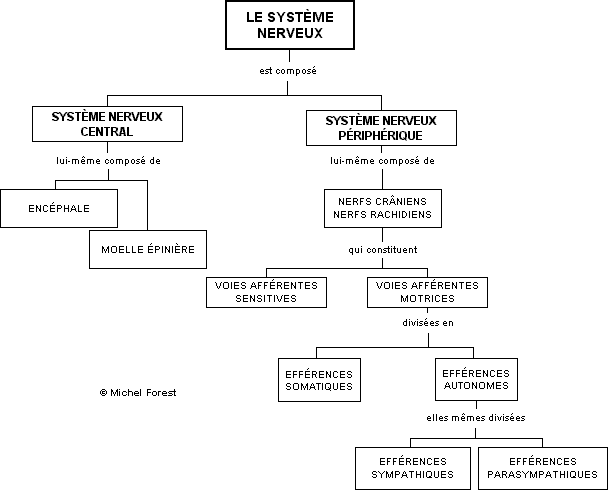 LE SYSTÈME
NERVEUX
est composé
SYSTÈME NERVEUX
CENTRAL
SYSTÈME NERVEUX
PÉRIPHÉRIQUE
lui-même composé de
lui-même composé de
ENCÉPHALE
MOELLE ÉPINIÈRE
NERFS CRÂNIENS
NERFS RACHIDIENS
qui constituent
VOIES AFFÉRENTES
SENSITIVES
VOIES AFFÉRENTES
MOTRICES
divisées en
EFFÉRENCES
SOMATIQUES
EFFÉRENCES
AUTONOMES
© Michel Forest
elles mêmes divisées
EFFÉRENCES
SYMPATHIQUES
EFFÉRENCES
PARASYMPATHIQUES